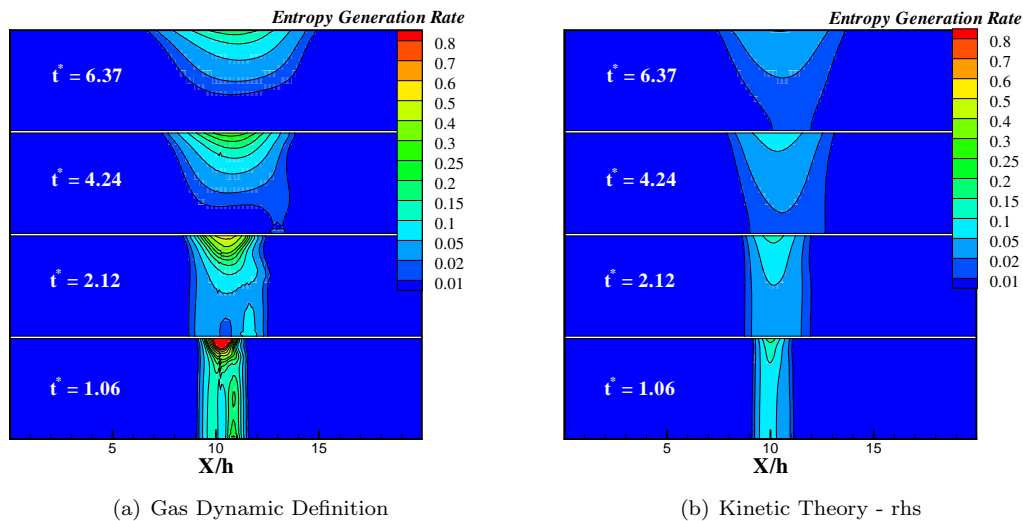 Entropy Generation Rate
0.8
0.7
0.6
0.5
0.4
0.3
0.25
0.2
0.15
0.1
0.05
0.02
0.01
t* = 6.37
t* = 4.24
t* = 2.12
t* = 1.06
5 10 15
X/h
(a) Gas Dynamic Definition
Entropy Generation Rate
0.8
0.7
0.6
0.5
0.4
0.3
0.25
0.2
0.15
0.1
0.05
0.02
0.01
t* = 6.37
t* = 4.24
t* = 2.12
t* = 1.06
5 10 15
X/h
(b) Kinetic Theory - rhs